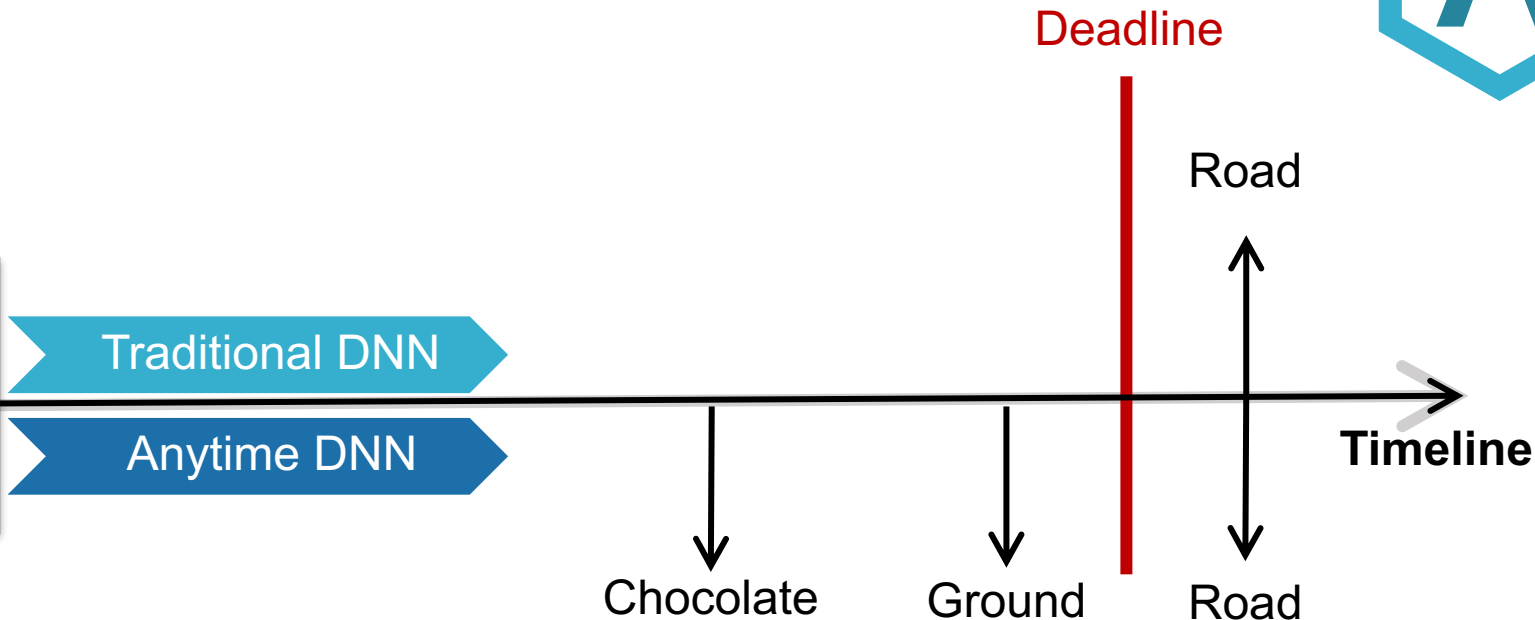 Deadline
Road
Traditional DNN
Anytime DNN
Timeline
Chocolate
Ground
Road